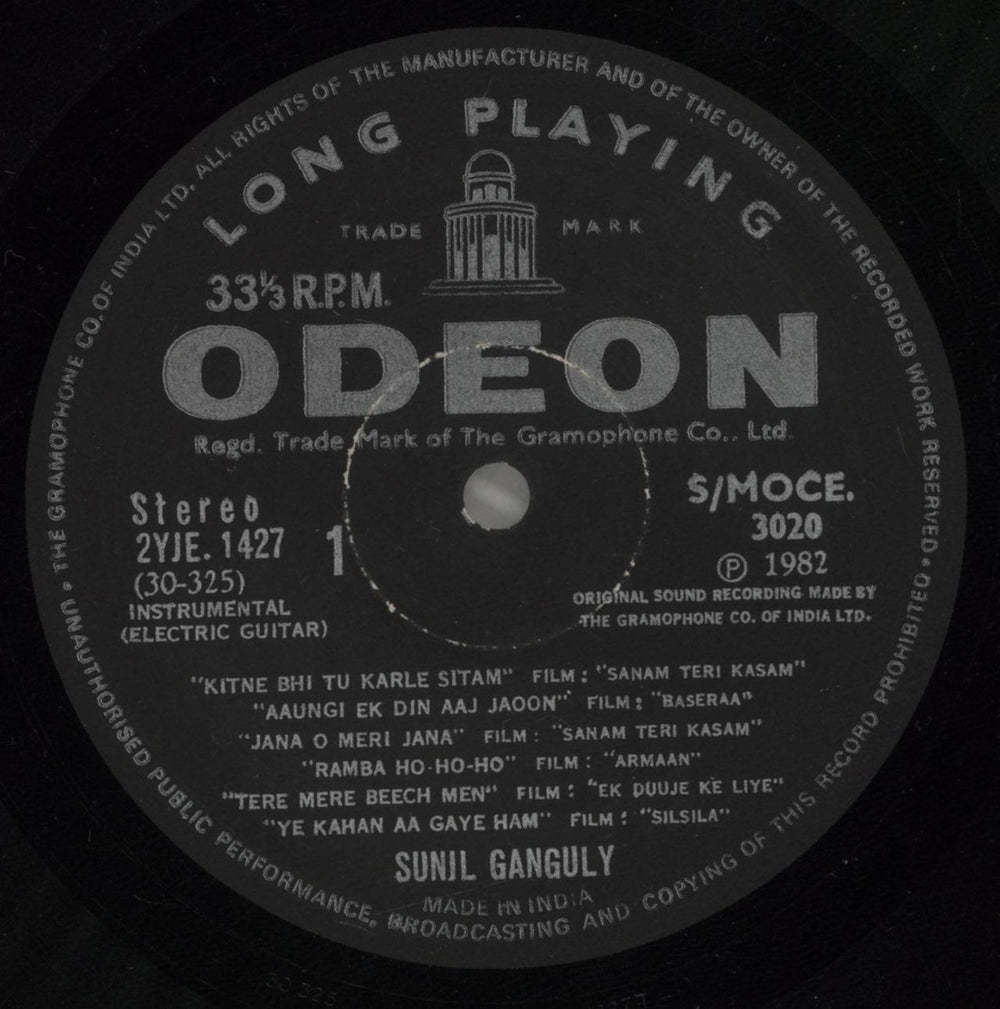 THE GRAMOPHONE CO. OF INDIA LTD. ALL RIGHTS OF THE MANUFACTURER AND OF THE OWNER OF THE RECORDED WORK RESERVED • UNAUTHORISED PUBLIC PERFORMANCE, BROADCASTING AND COPYING OF THIS RECORD PROHIBITED •
LONG PLAYING
TRADE MARK
33⅓ R.P.M.
ODEON
Regd. Trade Mark of The Gramophone Co., Ltd.
Stereo
2YJE. 1427
(30-325)
INSTRUMENTAL
(ELECTRIC GUITAR)
1
S/MOCE.
3020
Ⓟ 1982
ORIGINAL SOUND RECORDING MADE BY
THE GRAMOPHONE CO. OF INDIA LTD.
"KITNE BHI TU KARLE SITAM" FILM : "SANAM TERI KASAM"
"AAUNGI EK DIN AAJ JAOON" FILM : "BASERAA"
"JANA O MERI JANA" FILM : "SANAM TERI KASAM"
"RAMBA HO-HO-HO" FILM : "ARMAAN"
"TERE MERE BEECH MEN" FILM : "EK DUUJE KE LIYE"
"YE KAHAN AA GAYE HAM" FILM : "SILSILA"
SUNIL GANGULY
MADE IN INDIA
30 325